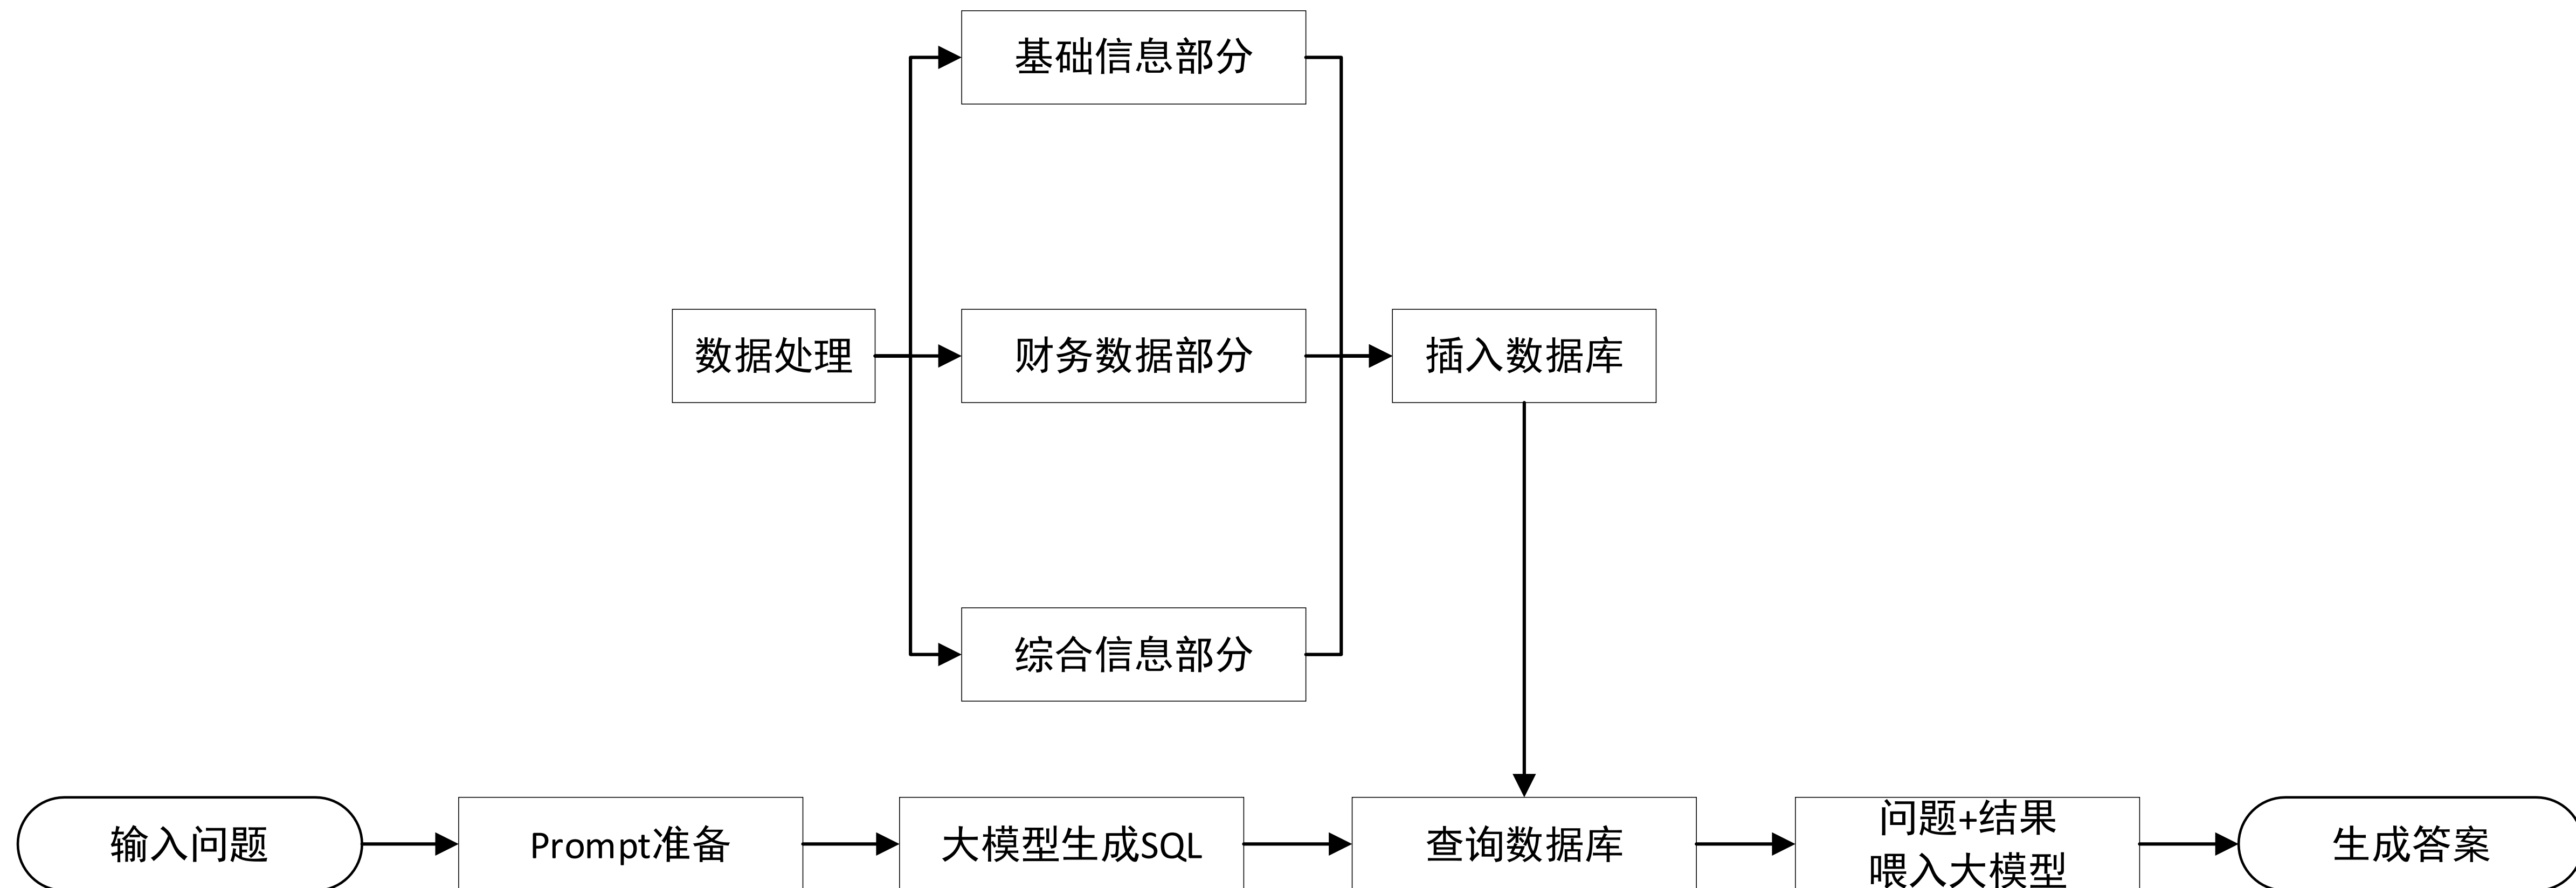 基础信息部分
数据处理
财务数据部分
插入数据库
综合信息部分
输入问题
Prompt准备
大模型生成SQL
查询数据库
问题+结果
喂入大模型
生成答案